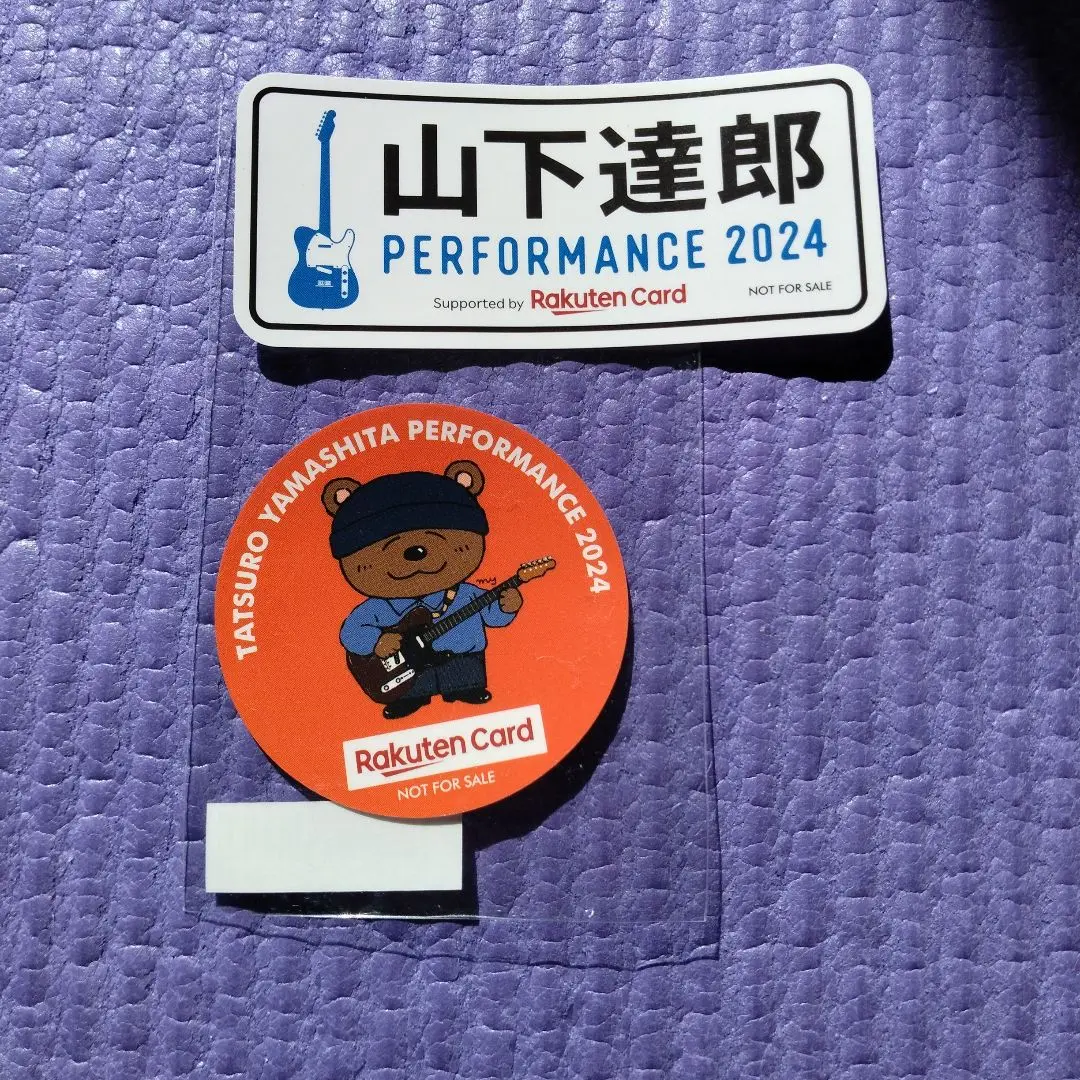 山下達郎
PERFORMANCE 2024
Supported by Rakuten Card
NOT FOR SALE
TATSURO YAMASHITA PERFORMANCE 2024
my
Rakuten Card
NOT FOR SALE